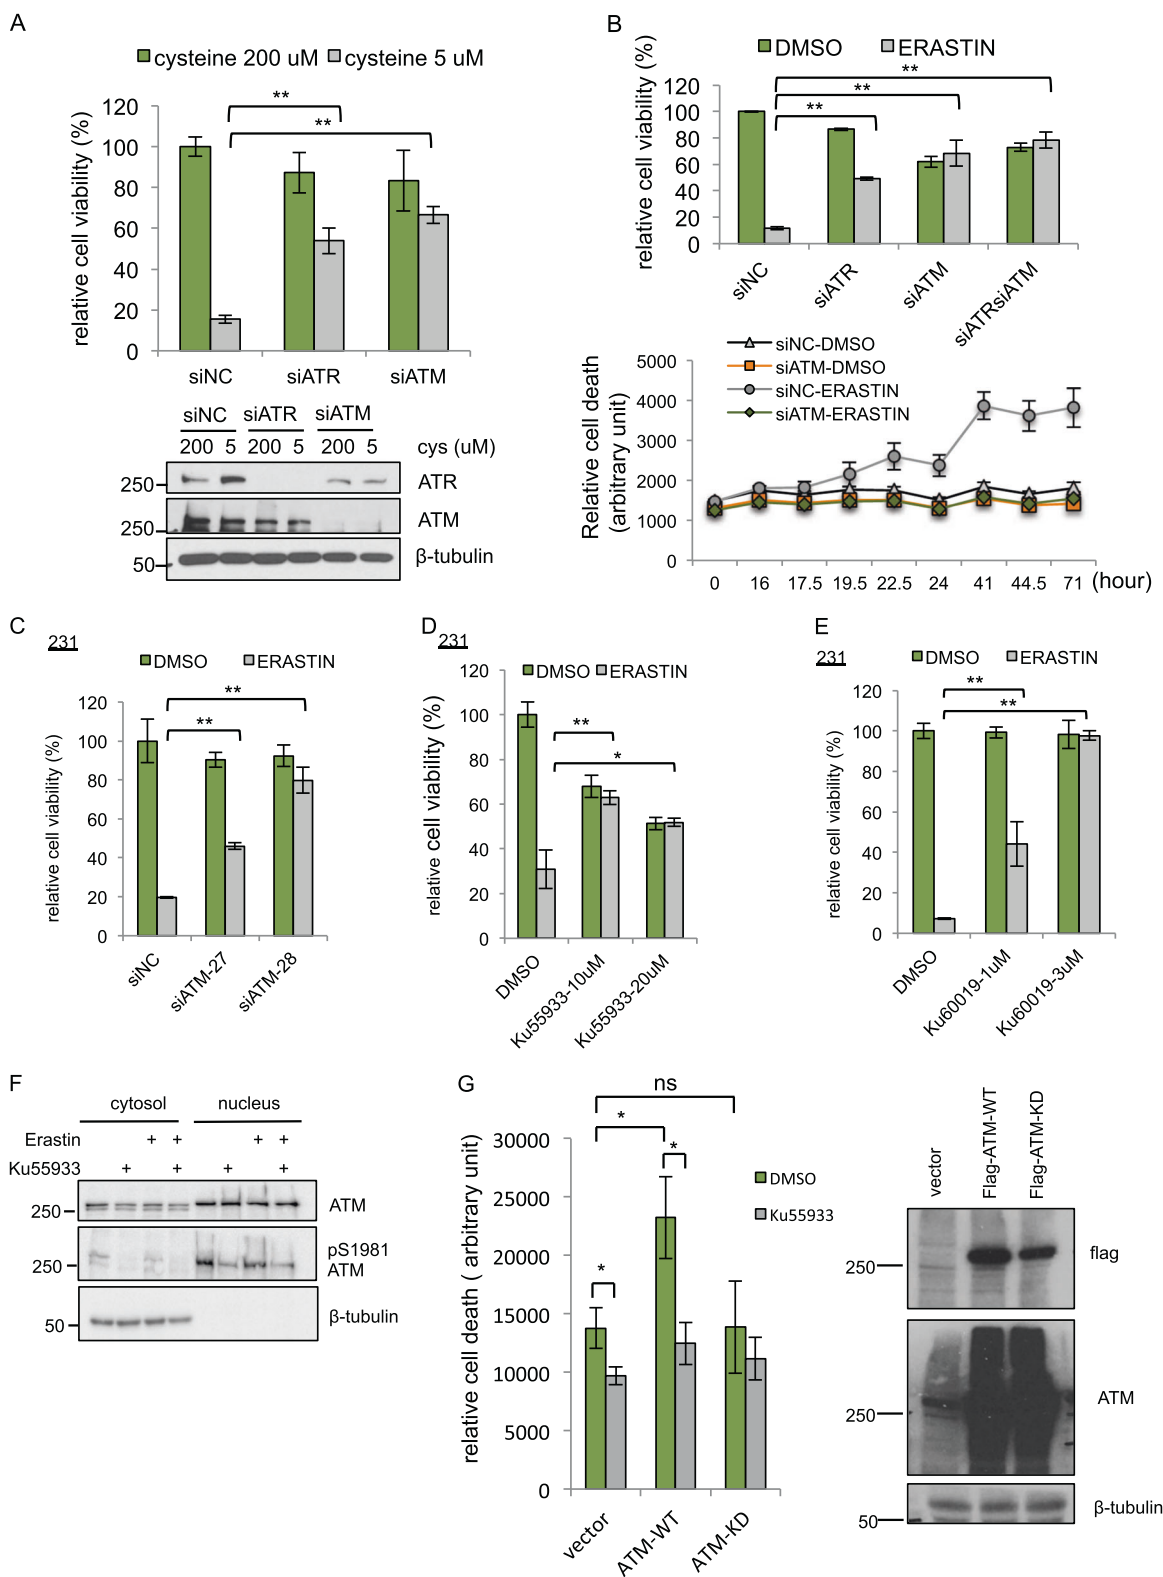 A
cysteine 200 uM cysteine 5 uM
relative cell viability (%)
120
100
80
60
40
20
0
**
**
siNC siATR siATM
siNC siATR siATM
200 5 200 5 200 5 cys (uM)
250 ATR
250 ATM
50 β-tubulin
B
DMSO ERASTIN
relative cell viability (%)
120
100
80
60
40
20
0
**
**
**
siNC siATR siATM siATRsiATM
siNC-DMSO
siATM-DMSO
siNC-ERASTIN
siATM-ERASTIN
Relative cell death
(arbitrary unit)
5000
4000
3000
2000
1000
0
0 16 17.5 19.5 22.5 24 41 44.5 71 (hour)
C
231
DMSO ERASTIN
relative cell viability (%)
120
100
80
60
40
20
0
**
**
siNC siATM-27 siATM-28
D
231
DMSO ERASTIN
relative cell viability (%)
120
100
80
60
40
20
0
**
*
DMSO Ku55933-10uM Ku55933-20uM
E
231
DMSO ERASTIN
relative cell viability (%)
120
100
80
60
40
20
0
**
**
DMSO Ku60019-1uM Ku60019-3uM
F
cytosol nucleus
Erastin + + + +
Ku55933 + + + +
250 ATM
250 pS1981
ATM
50 β-tubulin
G
relative cell death ( arbitrary unit)
30000
25000
20000
15000
10000
5000
0
ns
*
*
*
DMSO
Ku55933
vector ATM-WT ATM-KD
vector Flag-ATM-WT Flag-ATM-KD
250 flag
250 ATM
50 β-tubulin